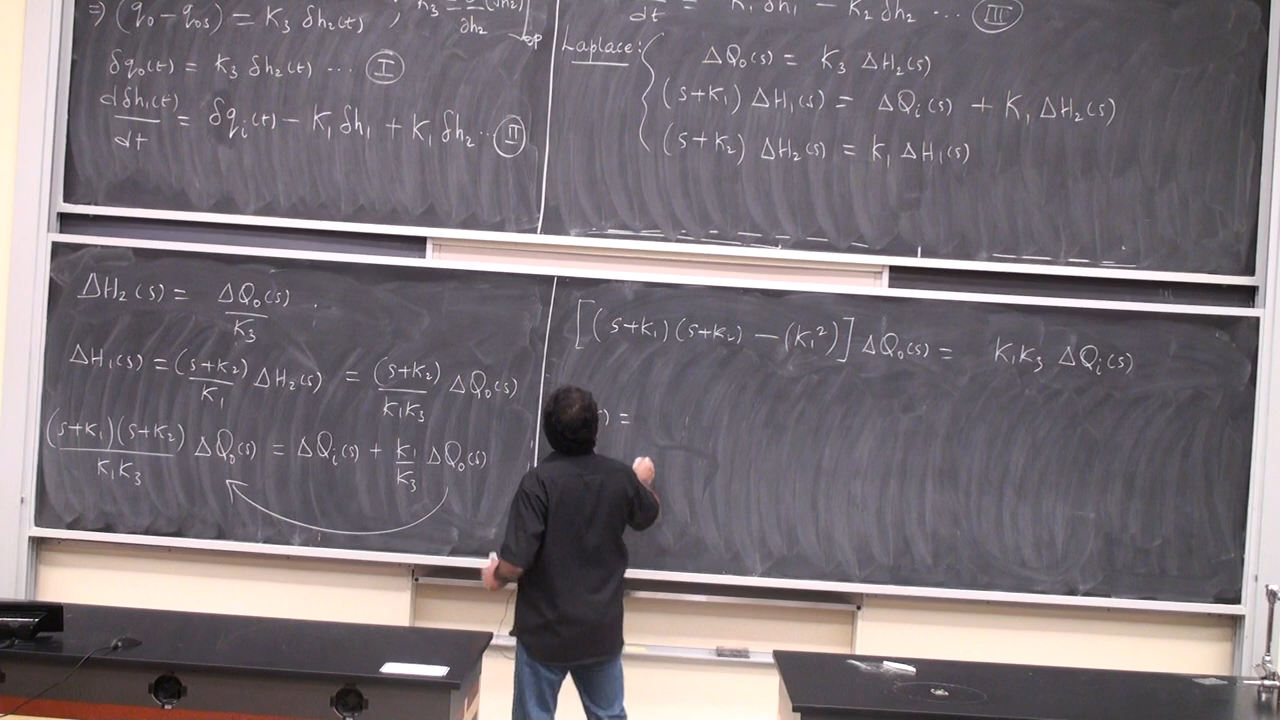 ⇒ (q₀ − q₀ₛ) = K₃ δh₂(t) ;
δq₀(t) = K₃ δh₂(t) ... (I)
dδh₁(t)/dt = δqᵢ(t) − K₁ δh₁ + K₁ δh₂ ... (II)
dt = K₁ δh₁ − K₂ δh₂ ... (III)
Laplace: { ΔQ₀(s) = K₃ ΔH₂(s)
(s+K₁) ΔH₁(s) = ΔQᵢ(s) + K₁ ΔH₂(s)
(s+K₂) ΔH₂(s) = K₁ ΔH₁(s)
ΔH₂(s) = ΔQ₀(s)/K₃ .
ΔH₁(s) = (s+K₂)/K₁ ΔH₂(s) = (s+K₂)/K₁K₃ ΔQ₀(s)
(s+K₁)(s+K₂)/K₁K₃ ΔQ₀(s) = ΔQᵢ(s) + K₁/K₃ ΔQ₀(s)
[(s+K₁)(s+K₂) − (K₁²)] ΔQ₀(s) = K₁K₃ ΔQᵢ(s)
) =